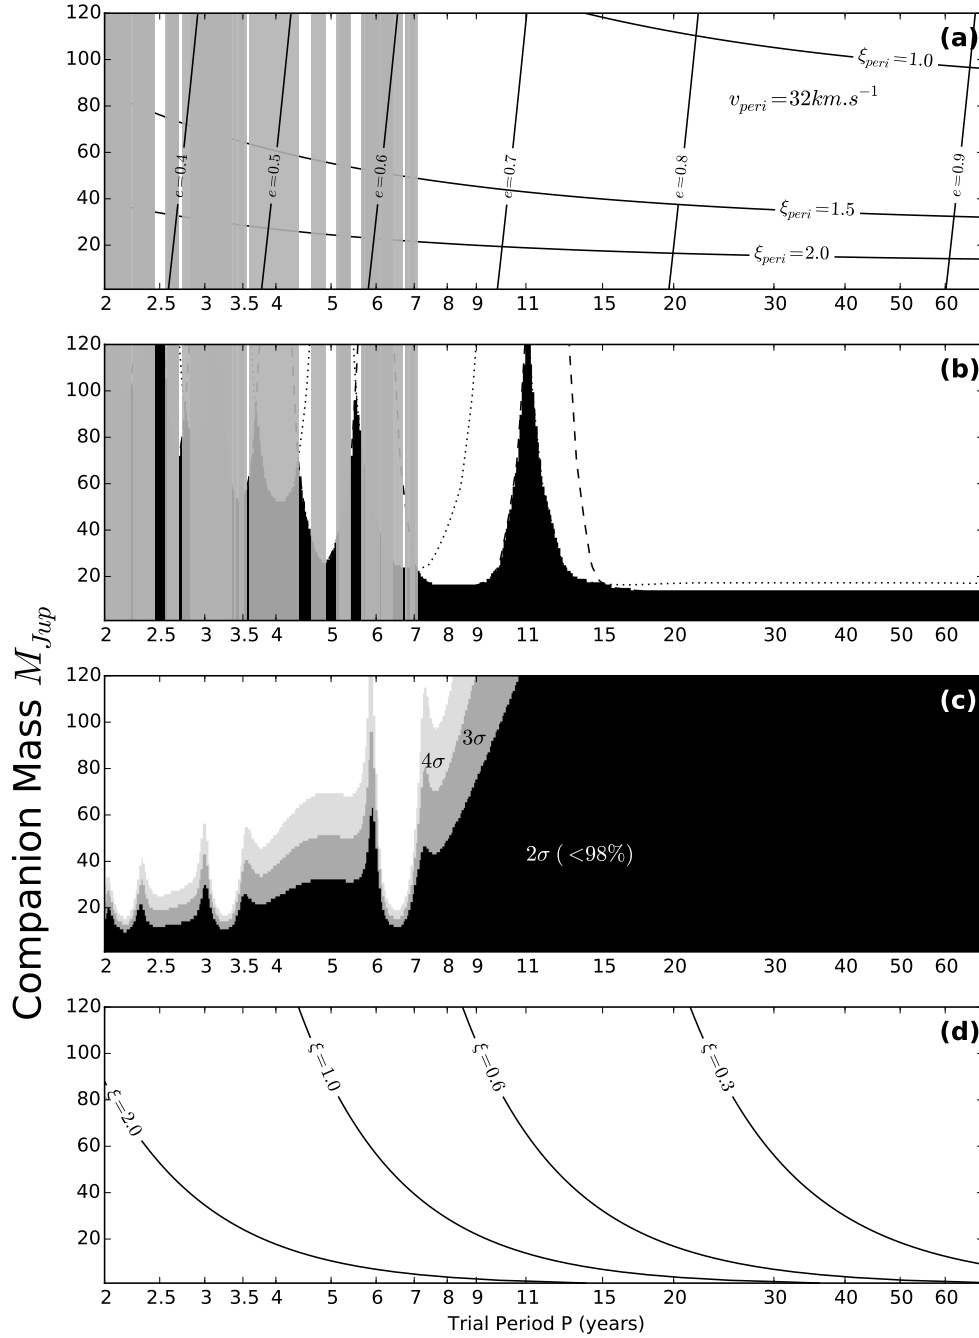 120
100
80
60
40
20
(a)
ξperi=1.0
vperi=32km.s−1
e=0.4
e=0.5
e=0.6
e=0.7
e=0.8
e=0.9
ξperi=1.5
ξperi=2.0
2 2.5 3 3.5 4 5 6 7 8 9 11 15 20 30 40 50 60
120
100
80
60
40
20
(b)
2 2.5 3 3.5 4 5 6 7 8 9 11 15 20 30 40 50 60
Companion Mass MJup
120
100
80
60
40
20
(c)
3σ
4σ
2σ (<98%)
2 2.5 3 3.5 4 5 6 7 8 9 11 15 20 30 40 50 60
120
100
80
60
40
20
(d)
ξ=2.0
ξ=1.0
ξ=0.6
ξ=0.3
2 2.5 3 3.5 4 5 6 7 8 9 11 15 20 30 40 50 60
Trial Period P (years)